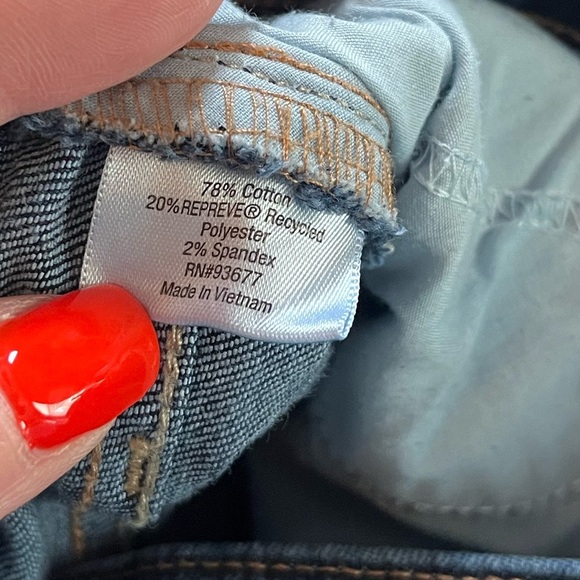 78% Cotton
20%REPREVE® Recycled
Polyester
2% Spandex
RN#93677
Made In Vietnam